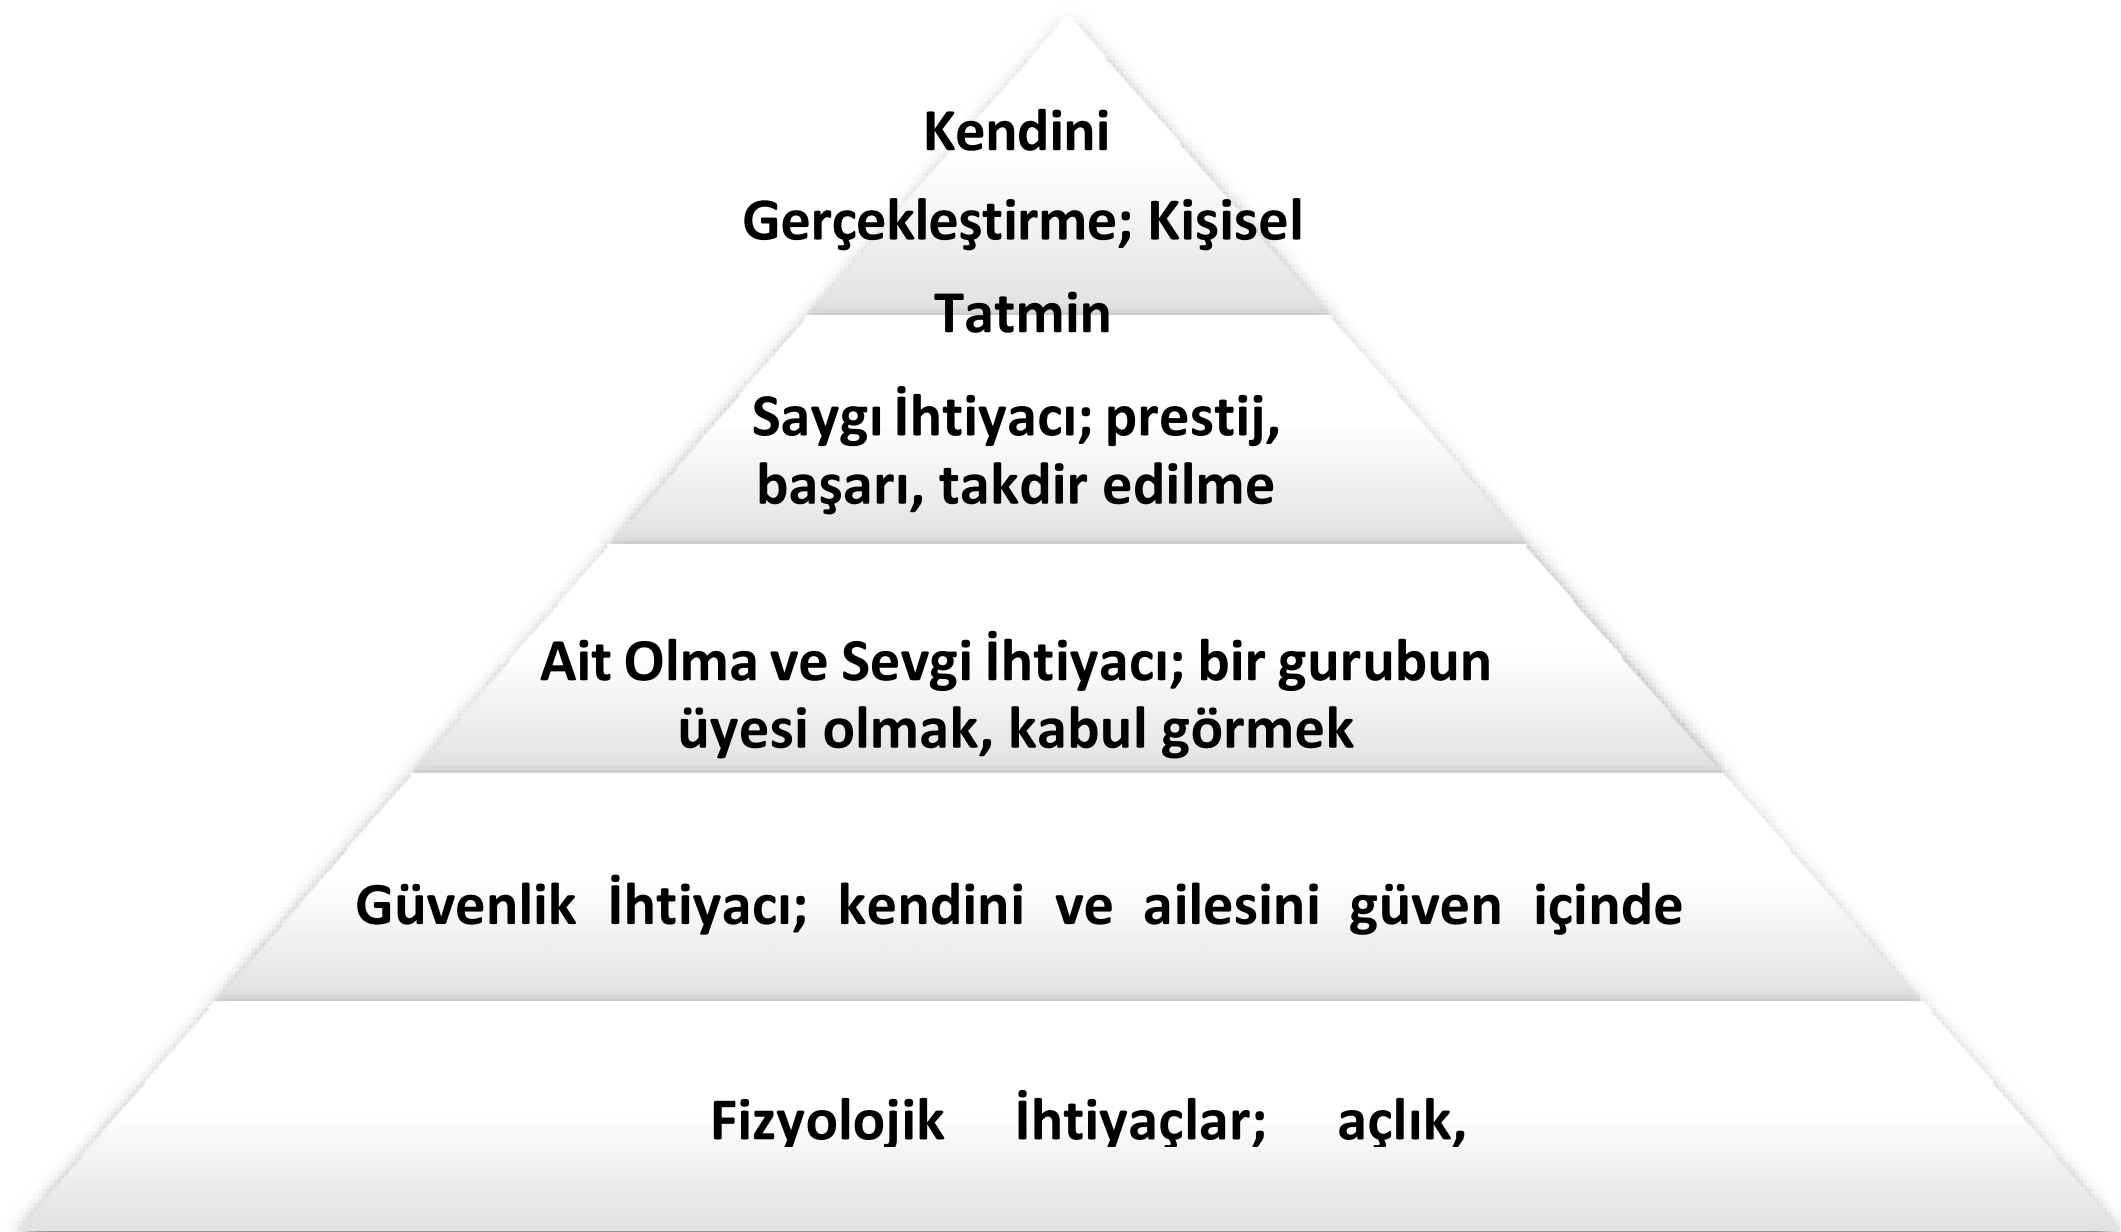 Kendini
Gerçekleştirme; Kişisel
Tatmin
Saygı İhtiyacı; prestij,
başarı, takdir edilme
Ait Olma ve Sevgi İhtiyacı; bir gurubun
üyesi olmak, kabul görmek
Güvenlik İhtiyacı; kendini ve ailesini güven içinde
Fizyolojik İhtiyaçlar; açlık,